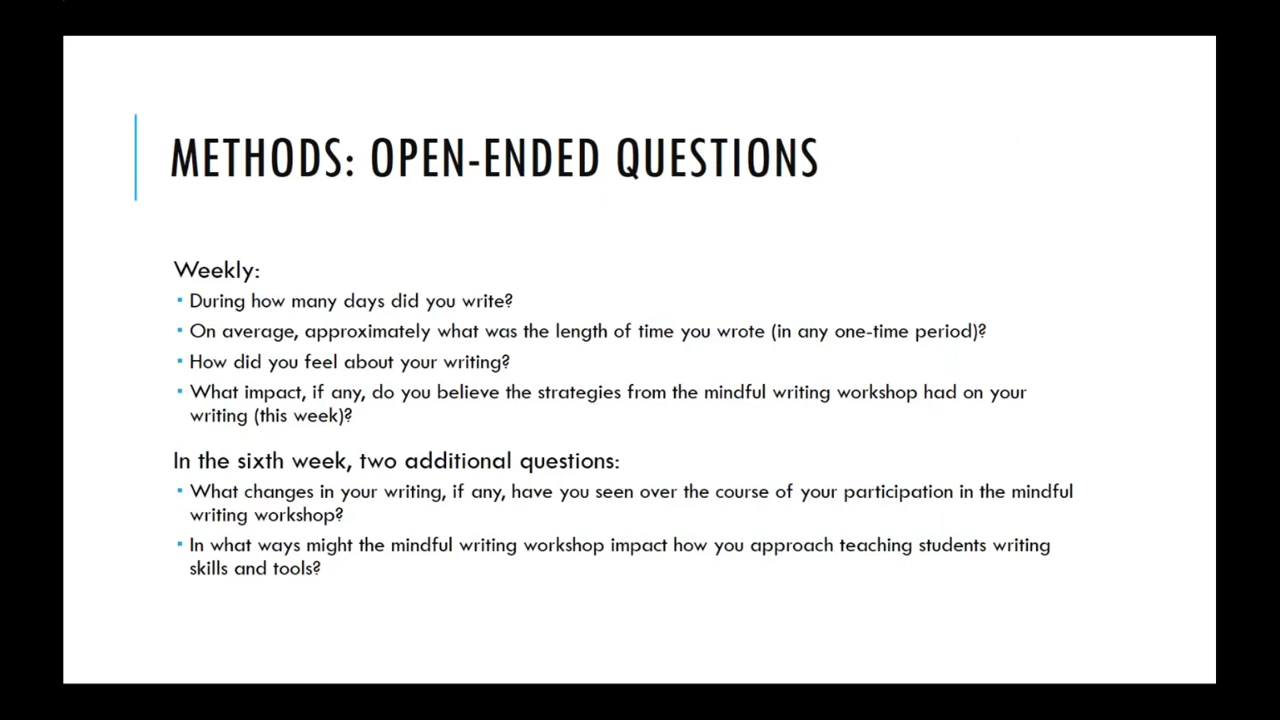 METHODS: OPEN-ENDED QUESTIONS
Weekly:
▪ During how many days did you write?
▪ On average, approximately what was the length of time you wrote (in any one-time period)?
▪ How did you feel about your writing?
▪ What impact, if any, do you believe the strategies from the mindful writing workshop had on your
writing (this week)?
In the sixth week, two additional questions:
▪ What changes in your writing, if any, have you seen over the course of your participation in the mindful
writing workshop?
▪ In what ways might the mindful writing workshop impact how you approach teaching students writing
skills and tools?